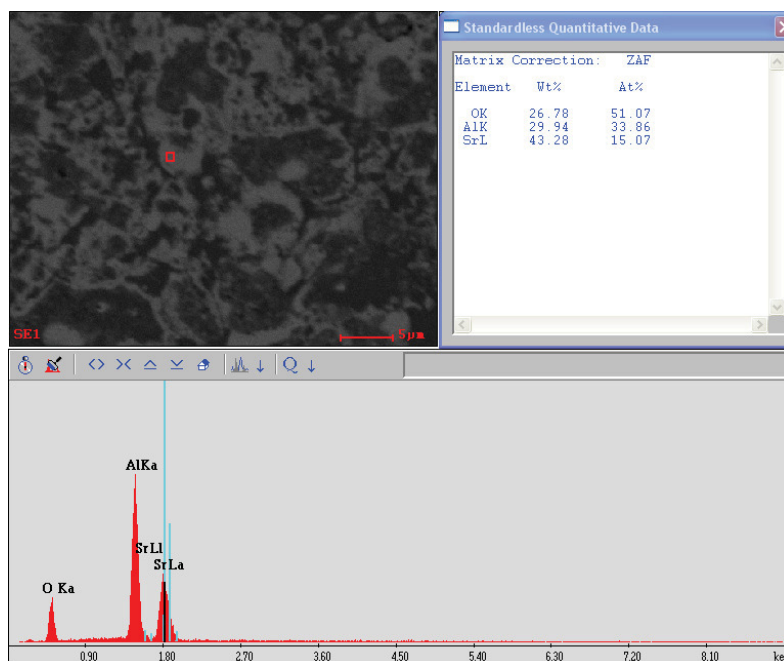 Standardless Quantitative Data
Matrix Correction: ZAF
Element Wt% At%
OK 26.78 51.07
AlK 29.94 33.86
SrL 43.28 15.07
SE1
5µm
Q
AlKa
SrLl
SrLa
O Ka
0.90 1.80 2.70 3.60 4.50 5.40 6.30 7.20 8.10